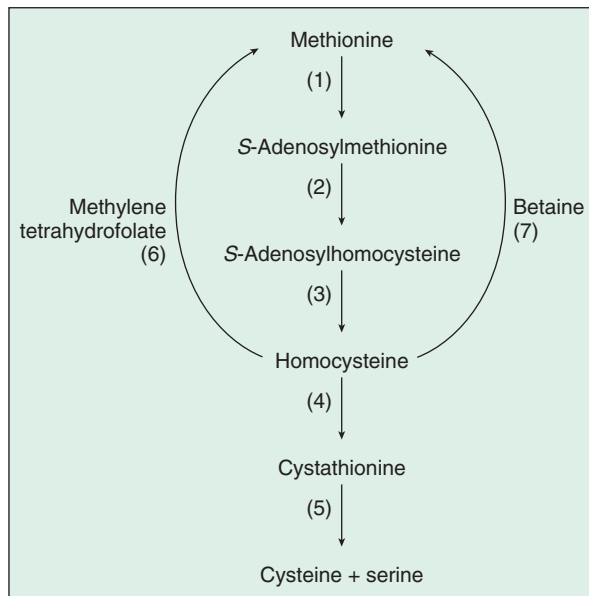 Methionine
(1)
S-Adenosylmethionine
(2)
Methylene
tetrahydrofolate
(6)
Betaine
(7)
S-Adenosylhomocysteine
(3)
Homocysteine
(4)
Cystathionine
(5)
Cysteine + serine